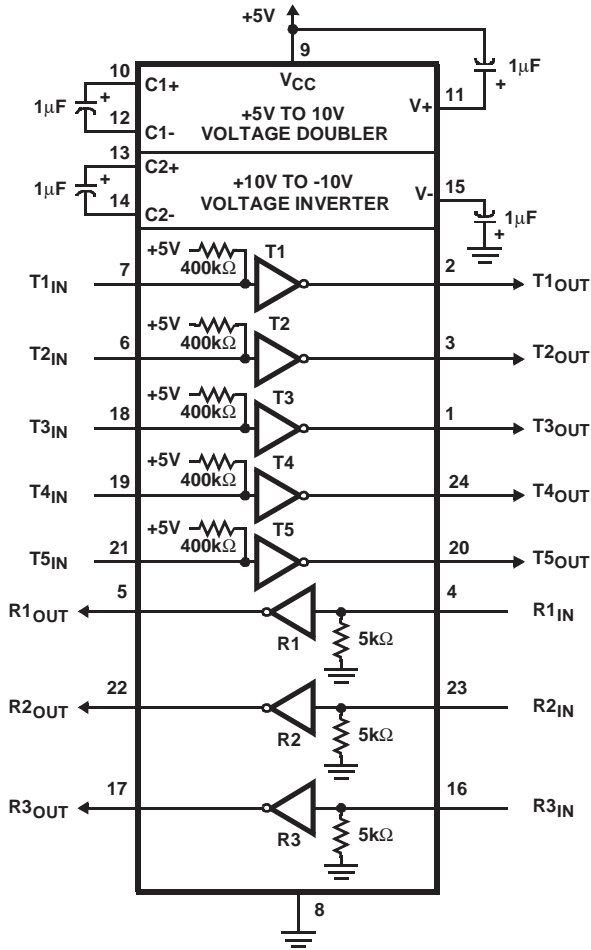 +5V
9
10
C1+
VCC
1μF
+
1μF
+
V+
11
+5V TO 10V
VOLTAGE DOUBLER
12
C1-
13
C2+
1μF
+
+10V TO -10V
VOLTAGE INVERTER
V-
15
14
C2-
1μF
+
+5V
400kΩ
T1
T1IN
7
2
T1OUT
+5V
400kΩ
T2
T2IN
6
3
T2OUT
+5V
400kΩ
T3
T3IN
18
1
T3OUT
+5V
400kΩ
T4
T4IN
19
24
T4OUT
+5V
400kΩ
T5
T5IN
21
20
T5OUT
R1OUT
5
4
R1IN
R1
5kΩ
R2OUT
22
23
R2IN
R2
5kΩ
R3OUT
17
16
R3IN
R3
5kΩ
8